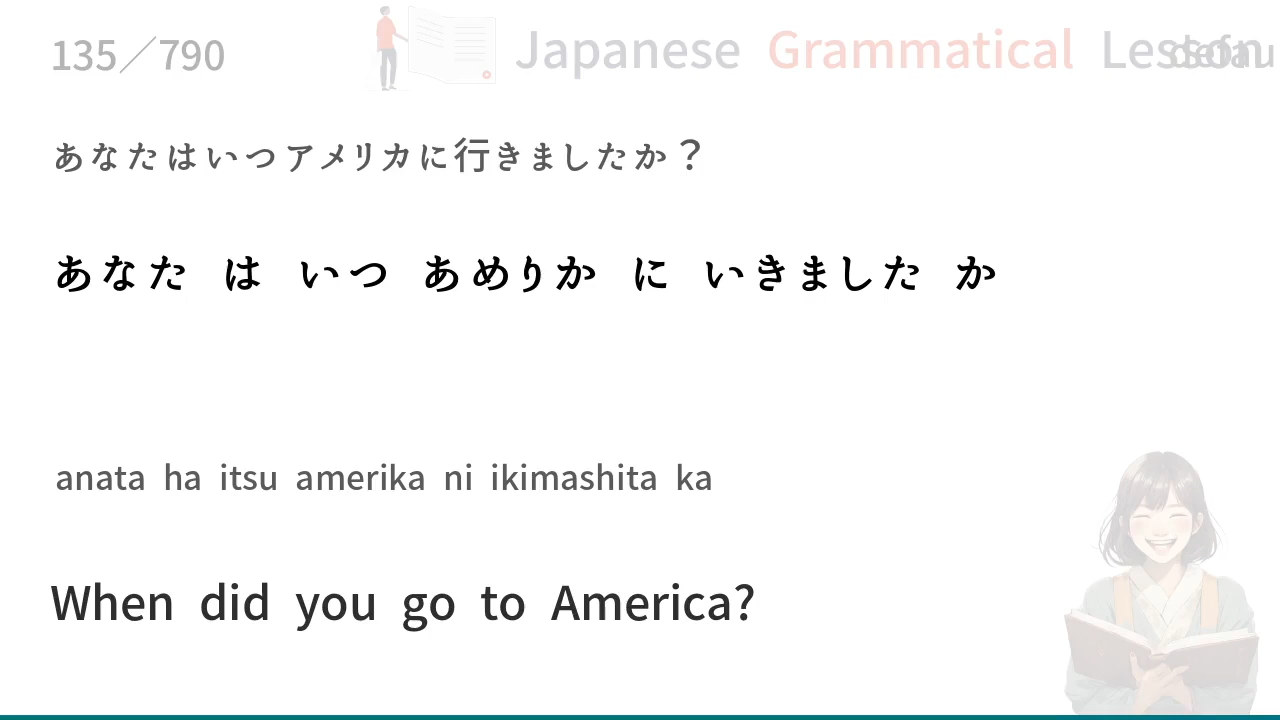 135／790
Japanese Grammatical Lesson
あなたはいつアメリカに行きましたか？
あなた は いつ あめりか に いきました か
anata ha itsu amerika ni ikimashita ka
When did you go to America?